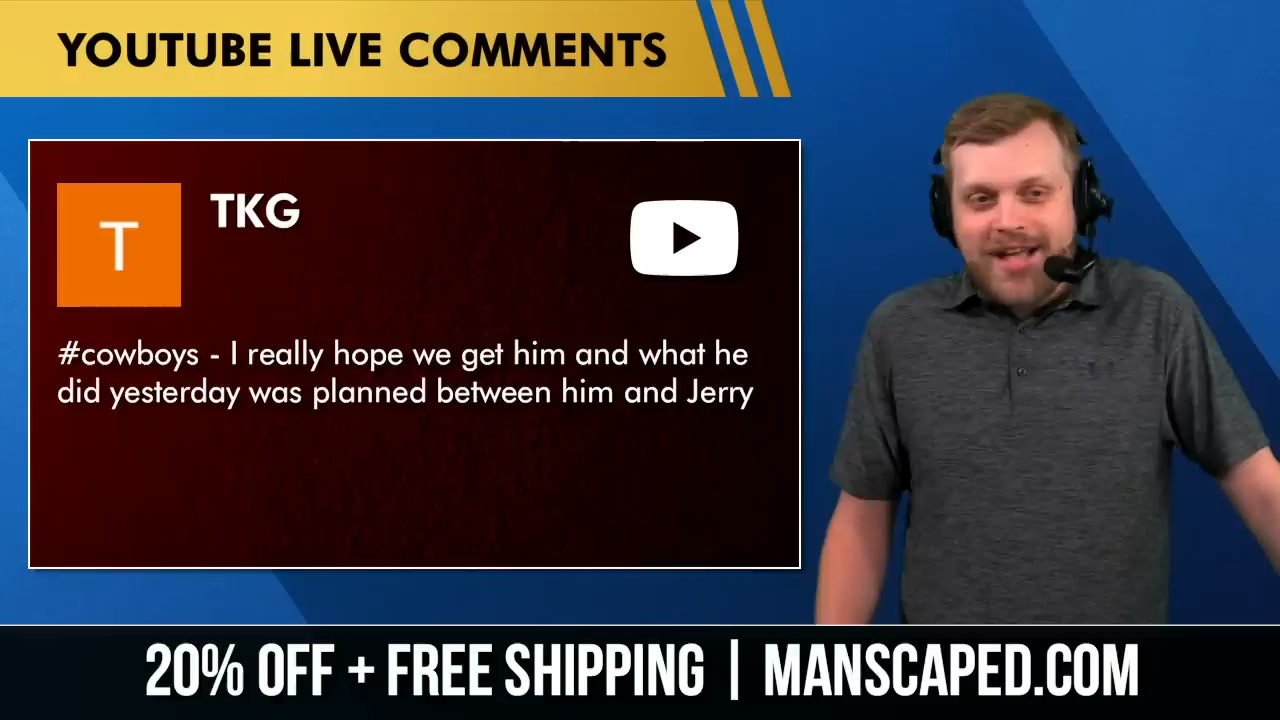 YOUTUBE LIVE COMMENTS
T
TKG
#cowboys - I really hope we get him and what he
did yesterday was planned between him and Jerry
20% OFF + FREE SHIPPING | MANSCAPED.COM